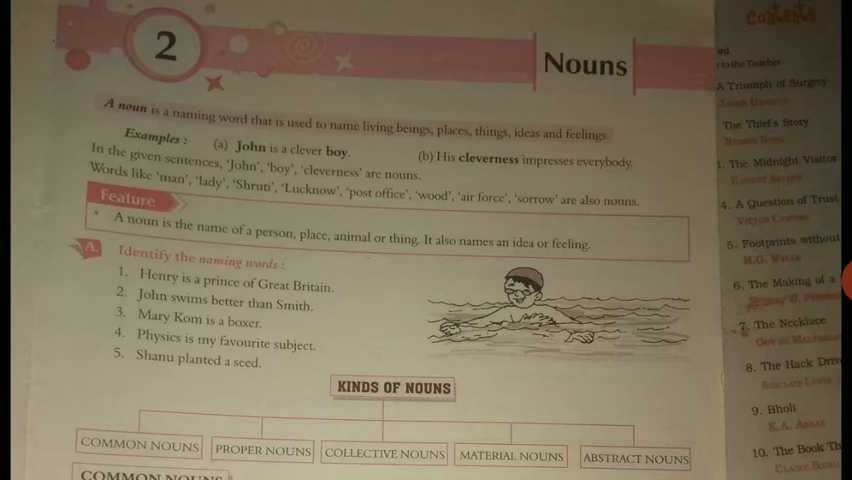 2
Nouns
A noun is a naming word that is used to name living beings, places, things, ideas and feelings.
Examples : (a) John is a clever boy. (b) His cleverness impresses everybody.
In the given sentences, 'John', 'boy', 'cleverness' are nouns.
Words like 'man', 'lady', 'Shruti', 'Lucknow', 'post office', 'wood', 'air force', 'sorrow' are also nouns.
Feature
* A noun is the name of a person, place, animal or thing. It also names an idea or feeling.
A. Identify the naming words :
1. Henry is a prince of Great Britain.
2. John swims better than Smith.
3. Mary Kom is a boxer.
4. Physics is my favourite subject.
5. Shanu planted a seed.
KINDS OF NOUNS
COMMON NOUNS PROPER NOUNS COLLECTIVE NOUNS MATERIAL NOUNS ABSTRACT NOUNS
COMMON NOUNS
Contents
to the Teacher
A Triumph of Surgery
The Thief's Story
The Midnight Visitor
4. A Question of Trust
5. Footprints without
H.G. Wells
6. The Making of a
7. The Necklace
8. The Hack Driv
Sinclair Lewis
9. Bholi
K.A. Abbas
10. The Book Th